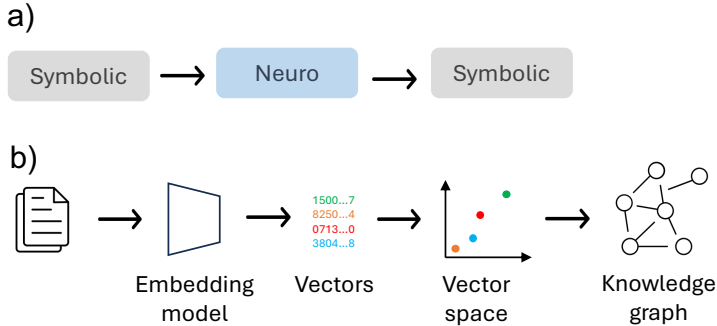 a)
Symbolic
Neuro
Symbolic
b)
1500...7
8250...4
0713...0
3804...8
Embedding
model
Vectors
Vector
space
Knowledge
graph